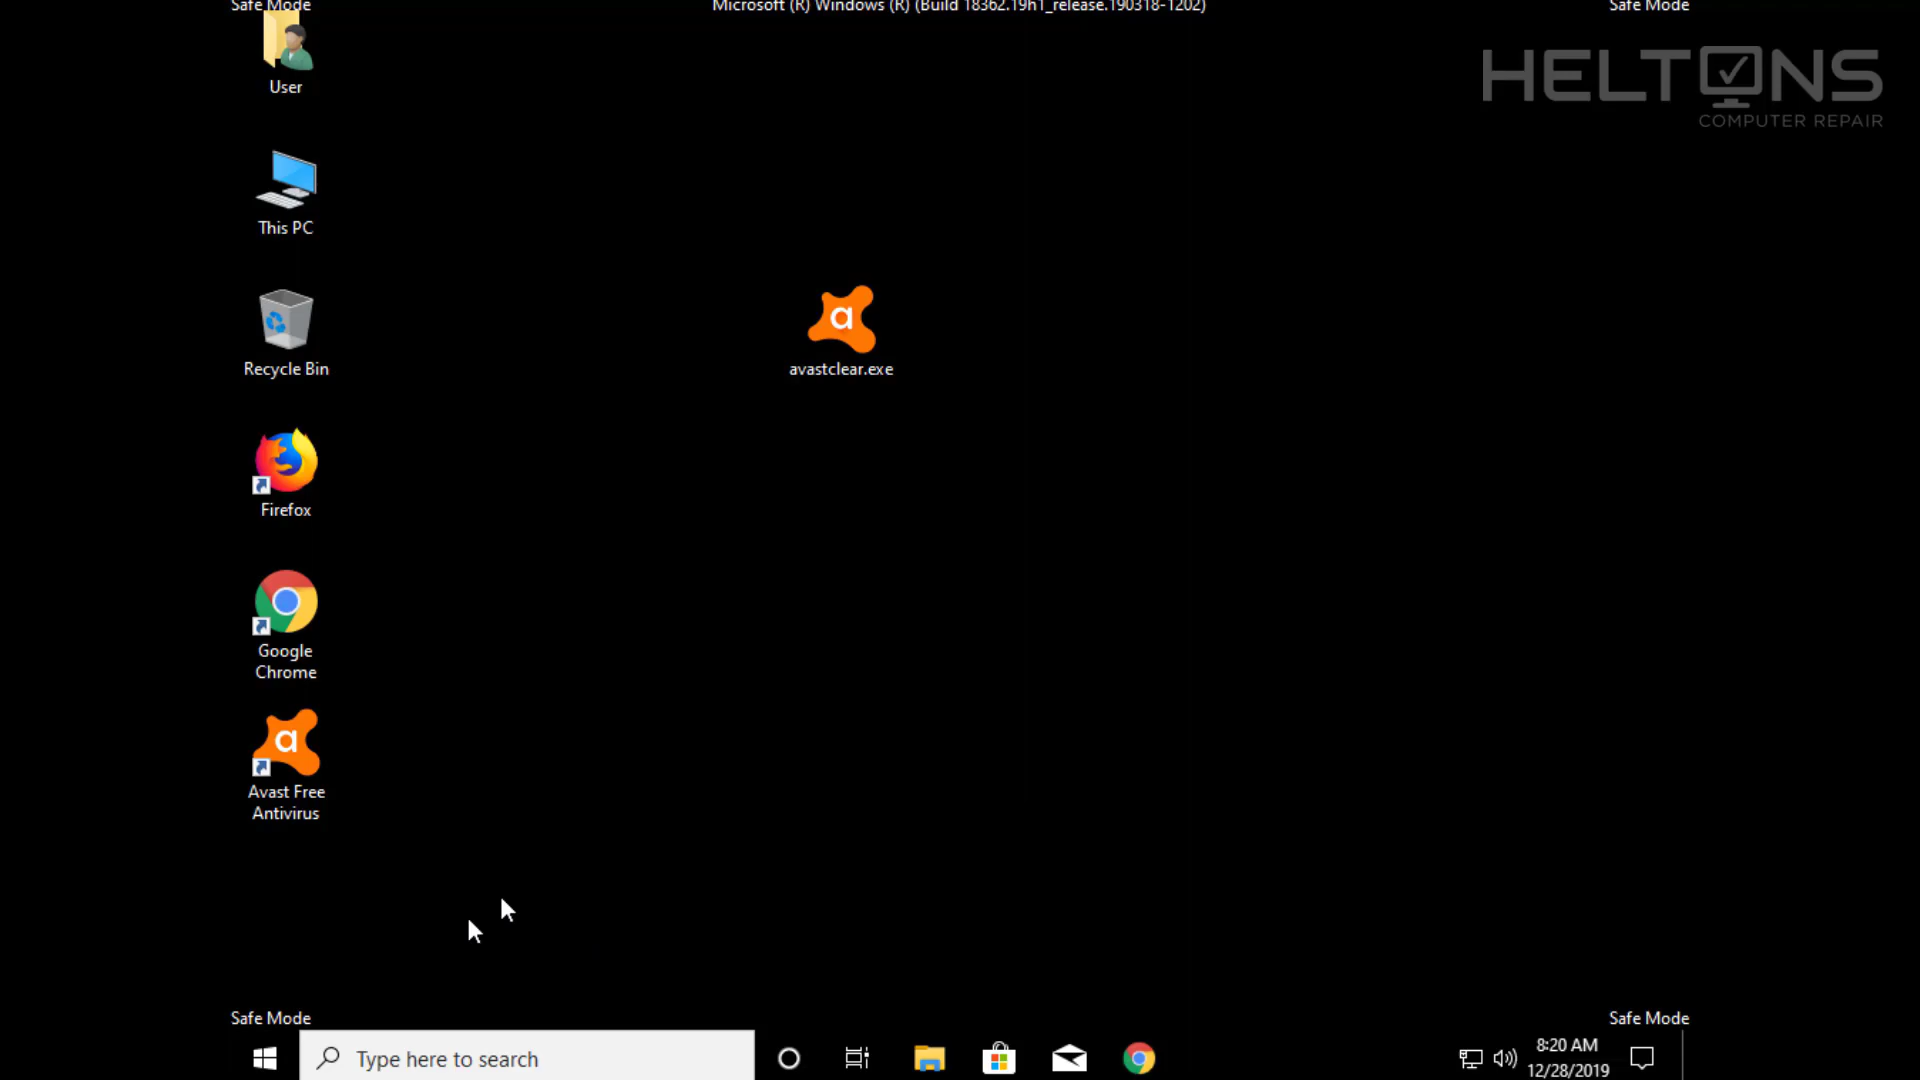 Safe Mode
Microsoft (R) Windows (R) (Build 18362.19h1_release.190318-1202)
Safe Mode
HELTONS
COMPUTER REPAIR
User
This PC
Recycle Bin
avastclear.exe
a
Firefox
Google
Chrome
a
Avast Free
Antivirus
Safe Mode
Safe Mode
Type here to search
8:20 AM
12/28/2019